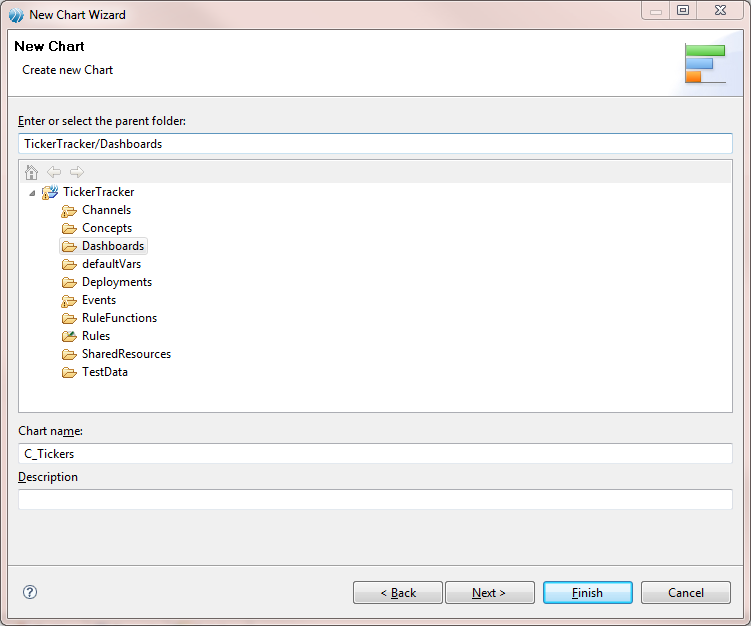 New Chart Wizard
New Chart
Create new Chart
Enter or select the parent folder:
TickerTracker/Dashboards
TickerTracker
Channels
Concepts
Dashboards
defaultVars
Deployments
Events
RuleFunctions
Rules
SharedResources
TestData
Chart name:
C_Tickers
Description
? < Back Next > Finish Cancel